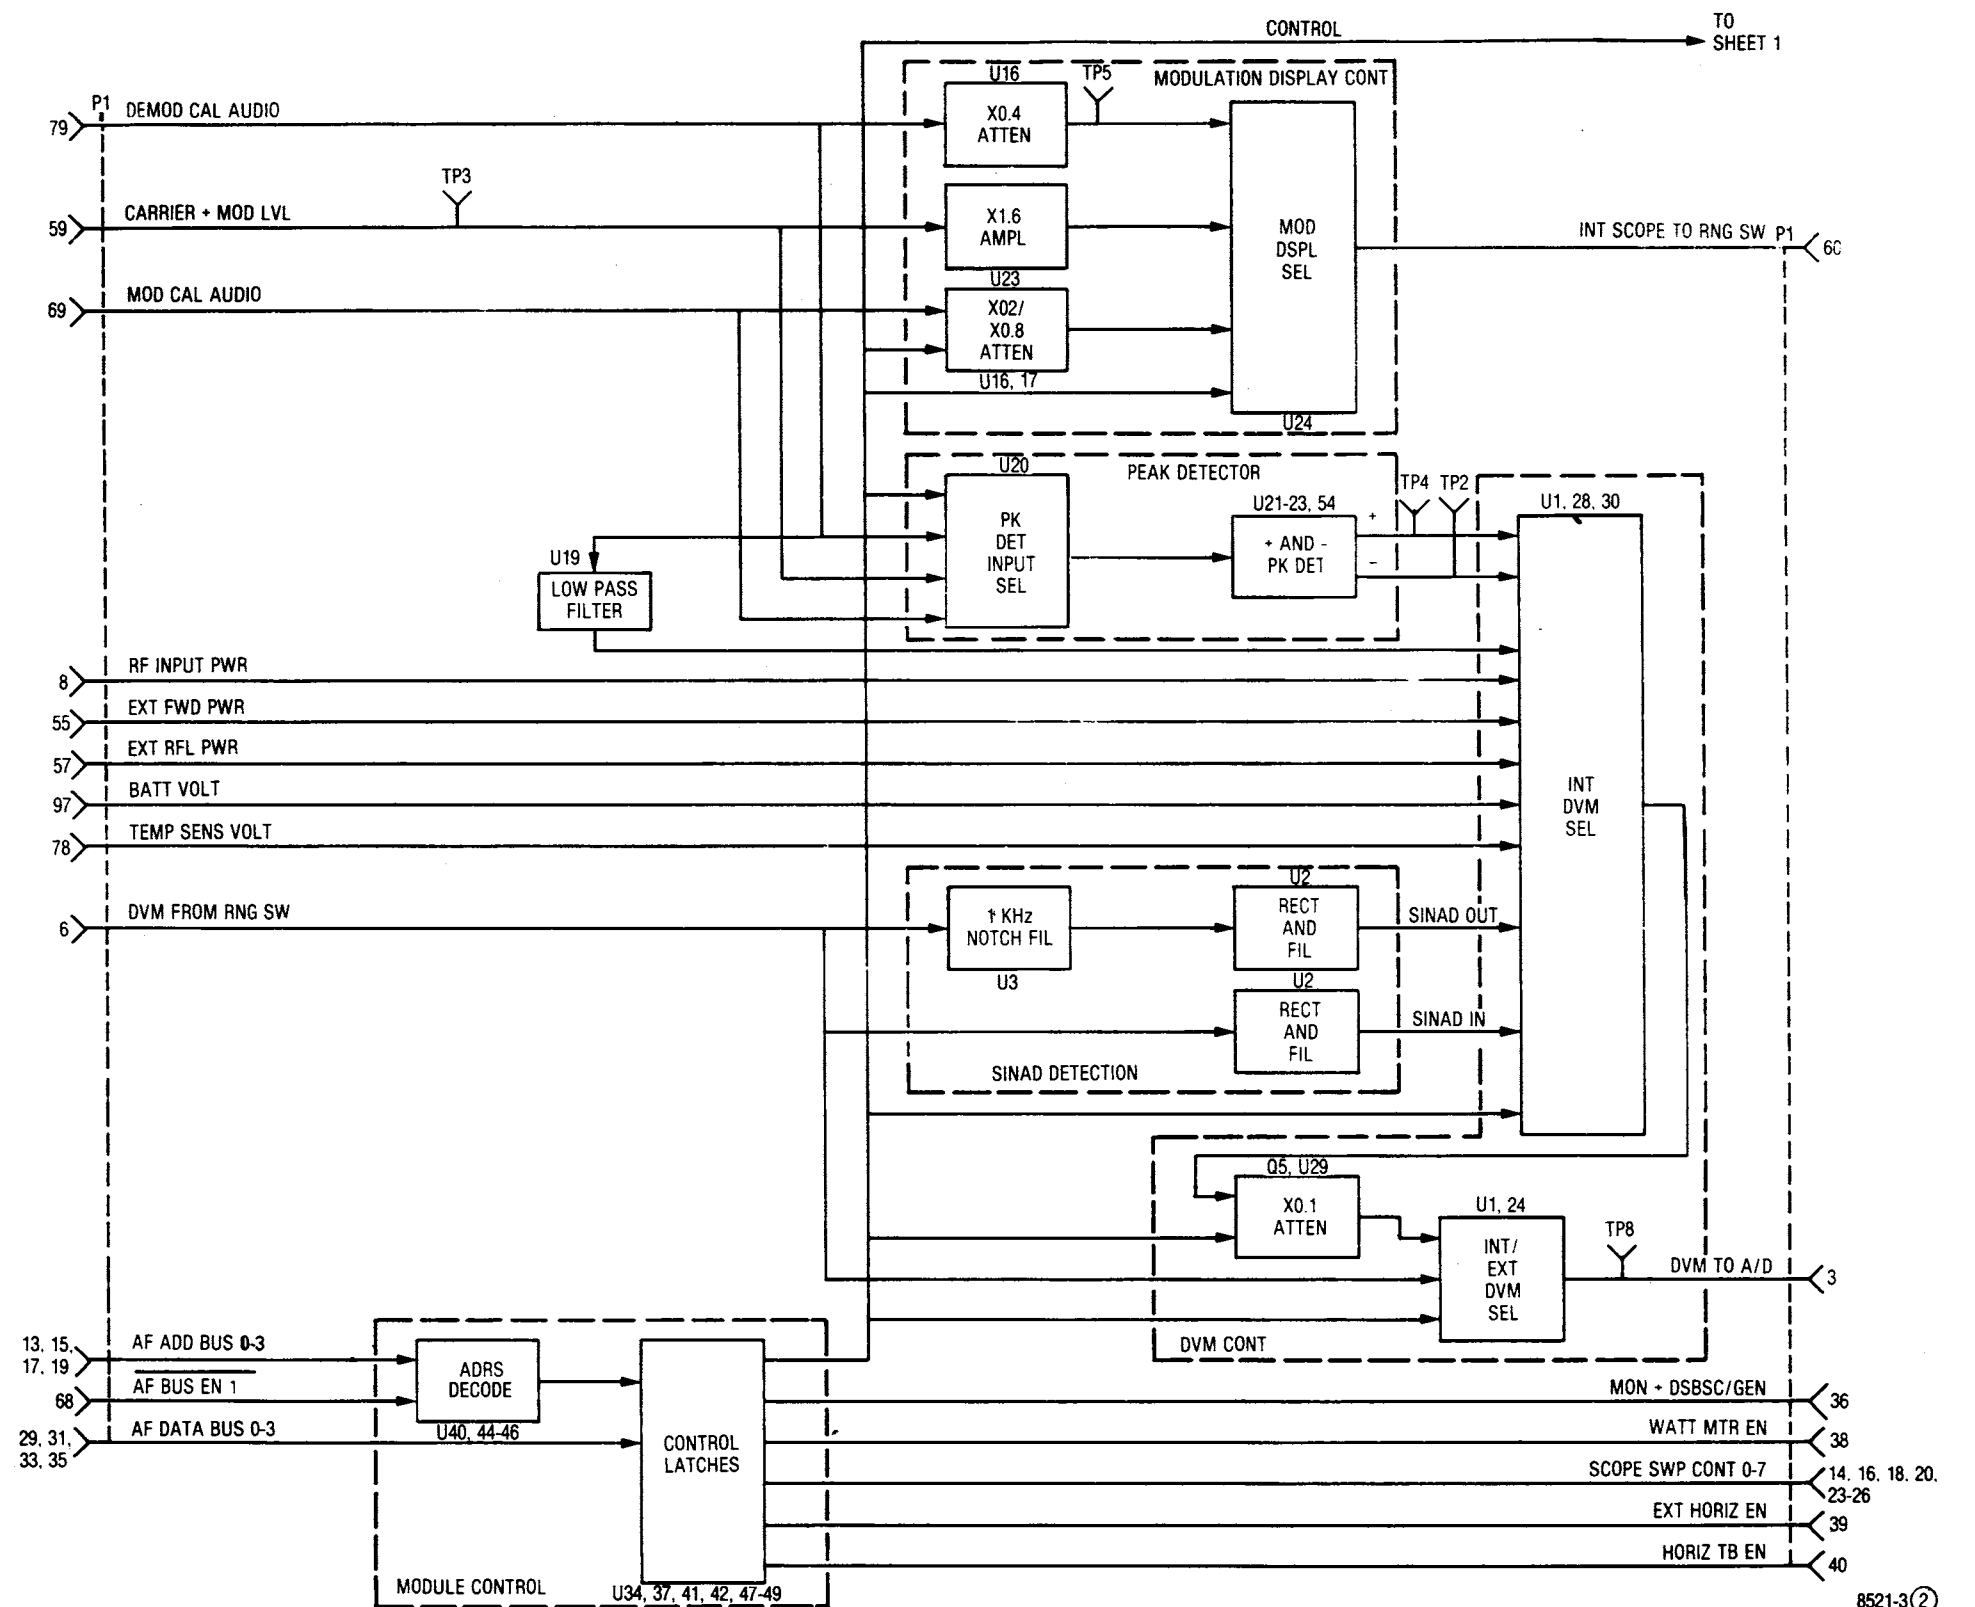 CONTROL
TO
SHEET 1
P1
79
DEMOD CAL AUDIO
U16
X0.4
ATTEN
TP5
MODULATION DISPLAY CONT
59
CARRIER + MOD LVL
TP3
X1.6
AMPL
MOD
DSPL
SEL
INT SCOPE TO RNG SW
P1
60
69
MOD CAL AUDIO
U23
X02/
X0.8
ATTEN
U16, 17
U24
U20
PEAK DETECTOR
PK
DET
INPUT
SEL
U21-23, 54
+ AND -
PK DET
+
-
TP4
TP2
U1, 28, 30
U19
LOW PASS
FILTER
8
RF INPUT PWR
55
EXT FWD PWR
57
EXT RFL PWR
97
BATT VOLT
78
TEMP SENS VOLT
INT
DVM
SEL
6
DVM FROM RNG SW
1 KHz
NOTCH FIL
U3
U2
RECT
AND
FIL
SINAD OUT
U2
RECT
AND
FIL
SINAD IN
SINAD DETECTION
Q5, U29
X0.1
ATTEN
U1, 24
INT/
EXT
DVM
SEL
TP8
DVM TO A/D
3
DVM CONT
13, 15,
17, 19
AF ADD BUS 0-3
68
AF BUS EN 1
29, 31,
33, 35
AF DATA BUS 0-3
ADRS
DECODE
U40, 44-46
CONTROL
LATCHES
MODULE CONTROL
U34, 37, 41, 42, 47-49
MON + DSBSC/GEN
36
WATT MTR EN
38
SCOPE SWP CONT 0-7
14, 16, 18, 20,
23-26
EXT HORIZ EN
39
HORIZ TB EN
40
8521-3 2